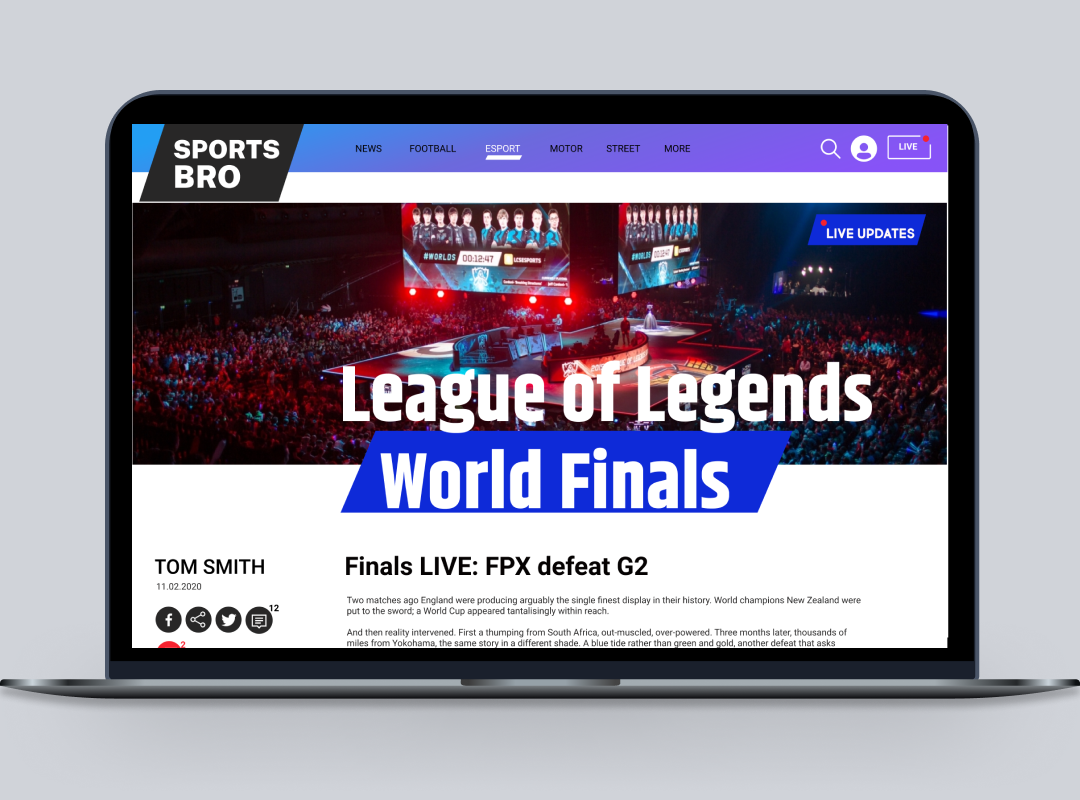 SPORTS
BRO
NEWS FOOTBALL ESPORT MOTOR STREET MORE
LIVE
LIVE UPDATES
#WORLDS 00:12:47 LCSESPORTS
#WORLDS 00:12:47
League of Legends
World Finals
TOM SMITH
11.02.2020
12
2
Finals LIVE: FPX defeat G2
Two matches ago England were producing arguably the single finest display in their history. World champions New Zealand were
put to the sword; a World Cup appeared tantalisingly within reach.
And then reality intervened. First a thumping from South Africa, out-muscled, over-powered. Three months later, thousands of
miles from Yokohama, the same story in a different shade. A blue tide rather than green and gold, another defeat that asks